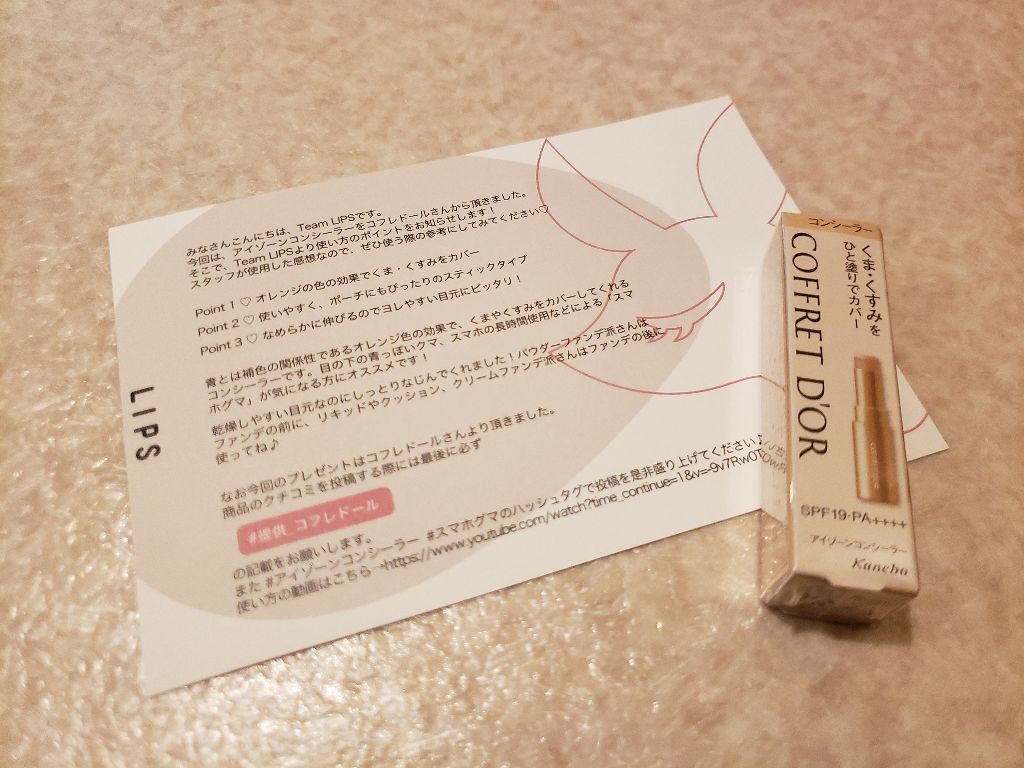 みなさんこんにちは、Team LIPSです。
今回は、アイゾーンコンシーラーをコフレドールさんから頂きました。
そこで、Team LIPSより使い方のポイントをお知らせします！
スタッフが使用した感想なので、ぜひ使う際の参考にしてみてください♡
Point 1 ♡ オレンジの色の効果でくま・くすみをカバー
Point 2 ♡ 使いやすく、ポーチにもぴったりのスティックタイプ
Point 3 ♡ なめらかに伸びるのでヨレやすい目元にピッタリ！
青とは補色の関係性であるオレンジ色の効果で、くまやくすみをカバーしてくれる
コンシーラーです。目の下の青っぽいクマ、スマホの長時間使用などによる「スマ
ホグマ」が気になる方にオススメです！
乾燥しやすい目元なのにしっとりなじんでくれました！パウダーファンデ派さんは
ファンデの前に、リキッドやクッション、クリームファンデ派さんはファンデの後に
使ってね♪
なお今回のプレゼントはコフレドールさんより頂きました。
商品のクチコミを投稿する際には最後に必ず
#提供_コフレドール
の記載をお願いします。
また #アイゾーンコンシーラー #スマホグマのハッシュタグで投稿を是非盛り上げてください♪
使い方の動画はこちら→https://www.youtube.com/watch?time_continue=1&v=9v7Rw0T
LIPS
コンシーラー
くま・くすみを
ひと塗りでカバー
COFFRET D'OR
SPF19・PA++++
アイゾーンコンシーラー
Kanebo